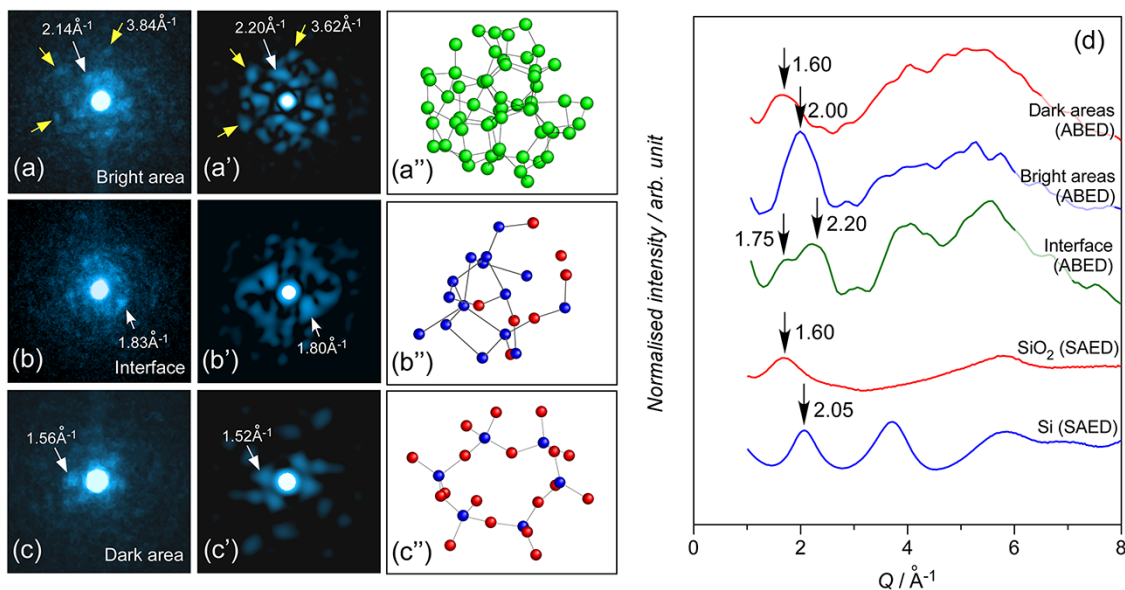 2.14Å-1
3.84Å-1
(a)
Bright area
2.20Å-1
3.62Å-1
(a')
(a'')
1.83Å-1
(b)
Interface
1.80Å-1
(b')
(b'')
1.56Å-1
(c)
Dark area
1.52Å-1
(c')
(c'')
(d)
Normalised intensity / arb. unit
1.60
Dark areas
(ABED)
2.00
Bright areas
(ABED)
1.75
2.20
Interface
(ABED)
1.60
SiO2 (SAED)
2.05
Si (SAED)
0 2 4 6 8
Q / Å-1